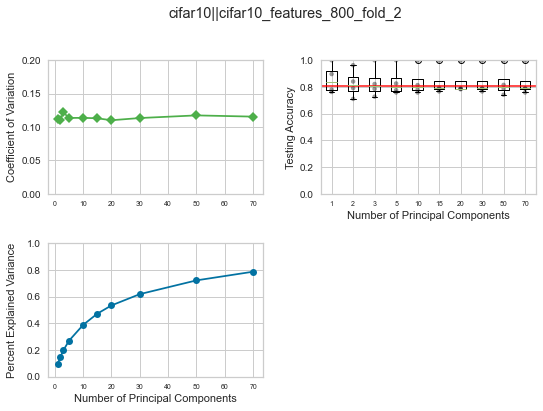 cifar10||cifar10_features_800_fold_2
Coefficient of Variation
0.20
0.15
0.10
0.05
0.00
0 10 20 30 40 50 60 70
Testing Accuracy
1.0
0.8
0.6
0.4
0.2
0.0
1 2 3 5 10 15 20 30 50 70
Number of Principal Components
Percent Explained Variance
1.0
0.8
0.6
0.4
0.2
0.0
0 10 20 30 40 50 60 70
Number of Principal Components